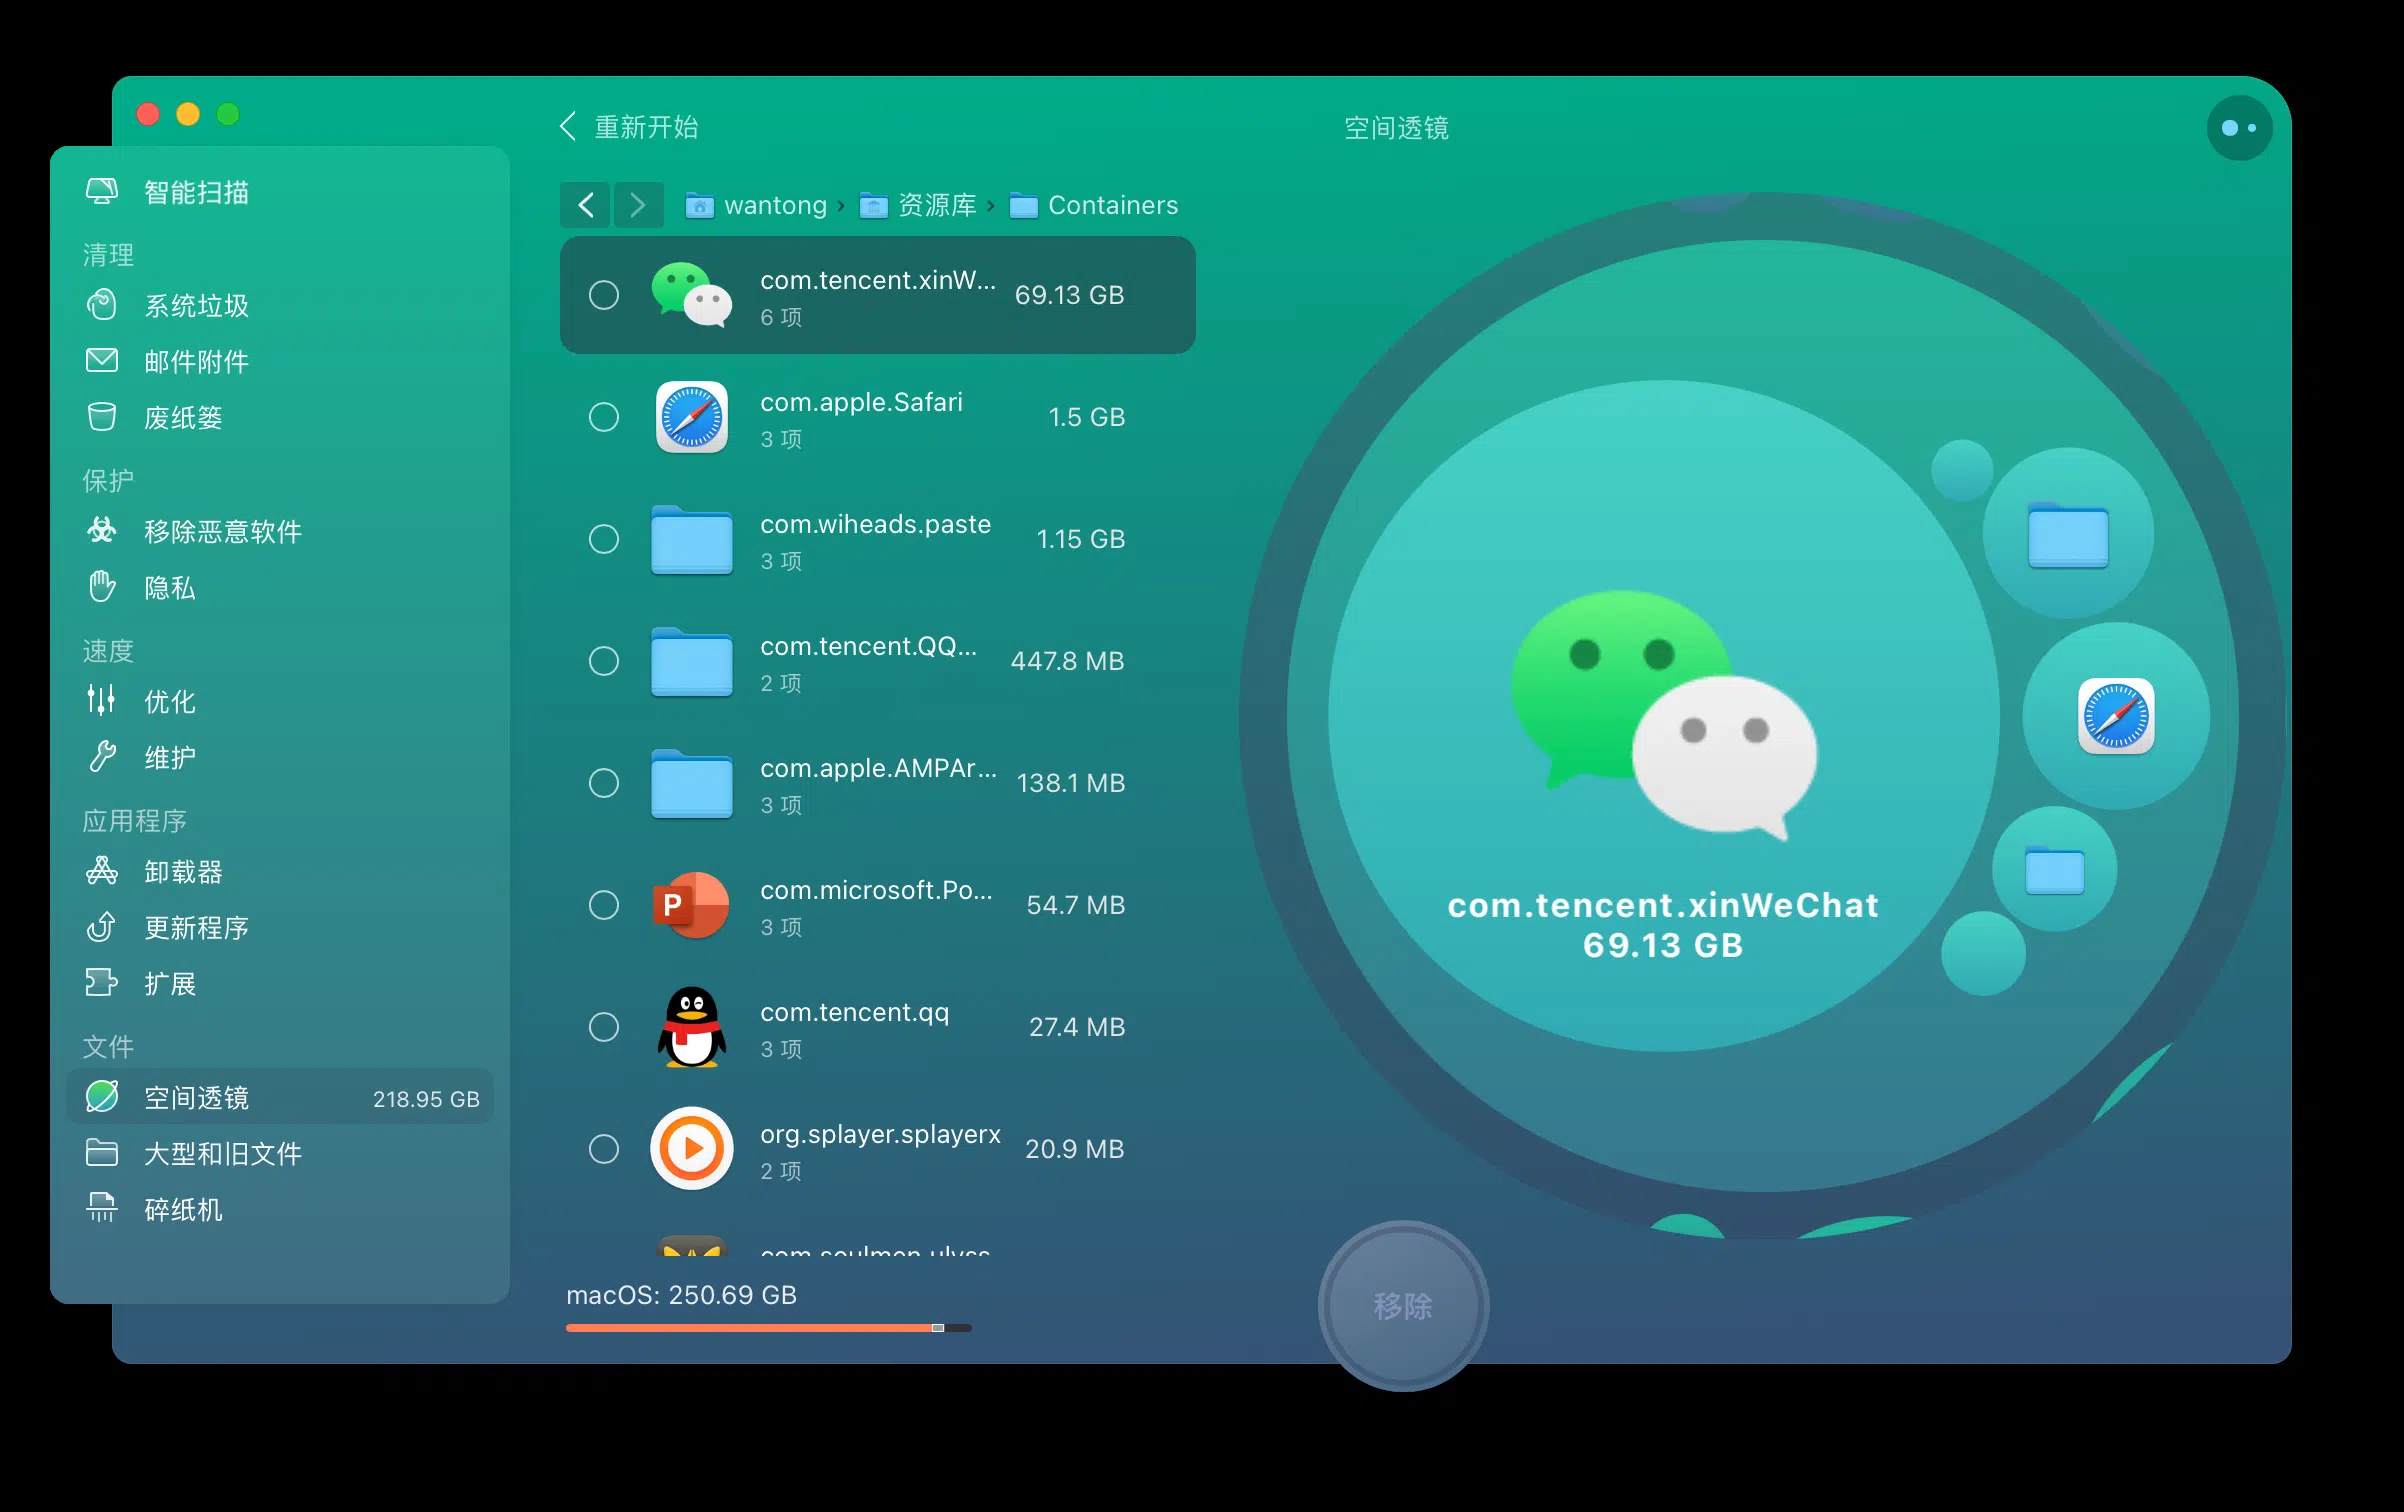 重新开始
空间透镜
智能扫描
清理
系统垃圾
邮件附件
废纸篓
保护
移除恶意软件
隐私
速度
优化
维护
应用程序
卸载器
更新程序
扩展
文件
空间透镜 218.95 GB
大型和旧文件
碎纸机
wantong › 资源库 › Containers
com.tencent.xinW... 69.13 GB
6 项
com.apple.Safari 1.5 GB
3 项
com.wiheads.paste 1.15 GB
3 项
com.tencent.QQ... 447.8 MB
2 项
com.apple.AMPAr... 138.1 MB
3 项
P
com.microsoft.Po... 54.7 MB
3 项
com.tencent.qq 27.4 MB
3 项
org.splayer.splayerx 20.9 MB
2 项
macOS: 250.69 GB
com.tencent.xinWeChat
69.13 GB
移除